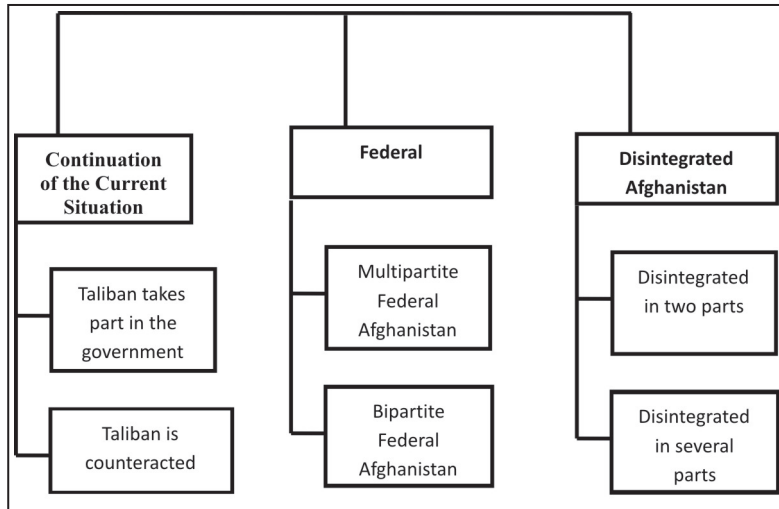 Continuation
of the Current
Situation
Federal
Disintegrated
Afghanistan
Taliban takes
part in the
government
Multipartite
Federal
Afghanistan
Disintegrated
in two parts
Taliban is
counteracted
Bipartite
Federal
Afghanistan
Disintegrated
in several
parts